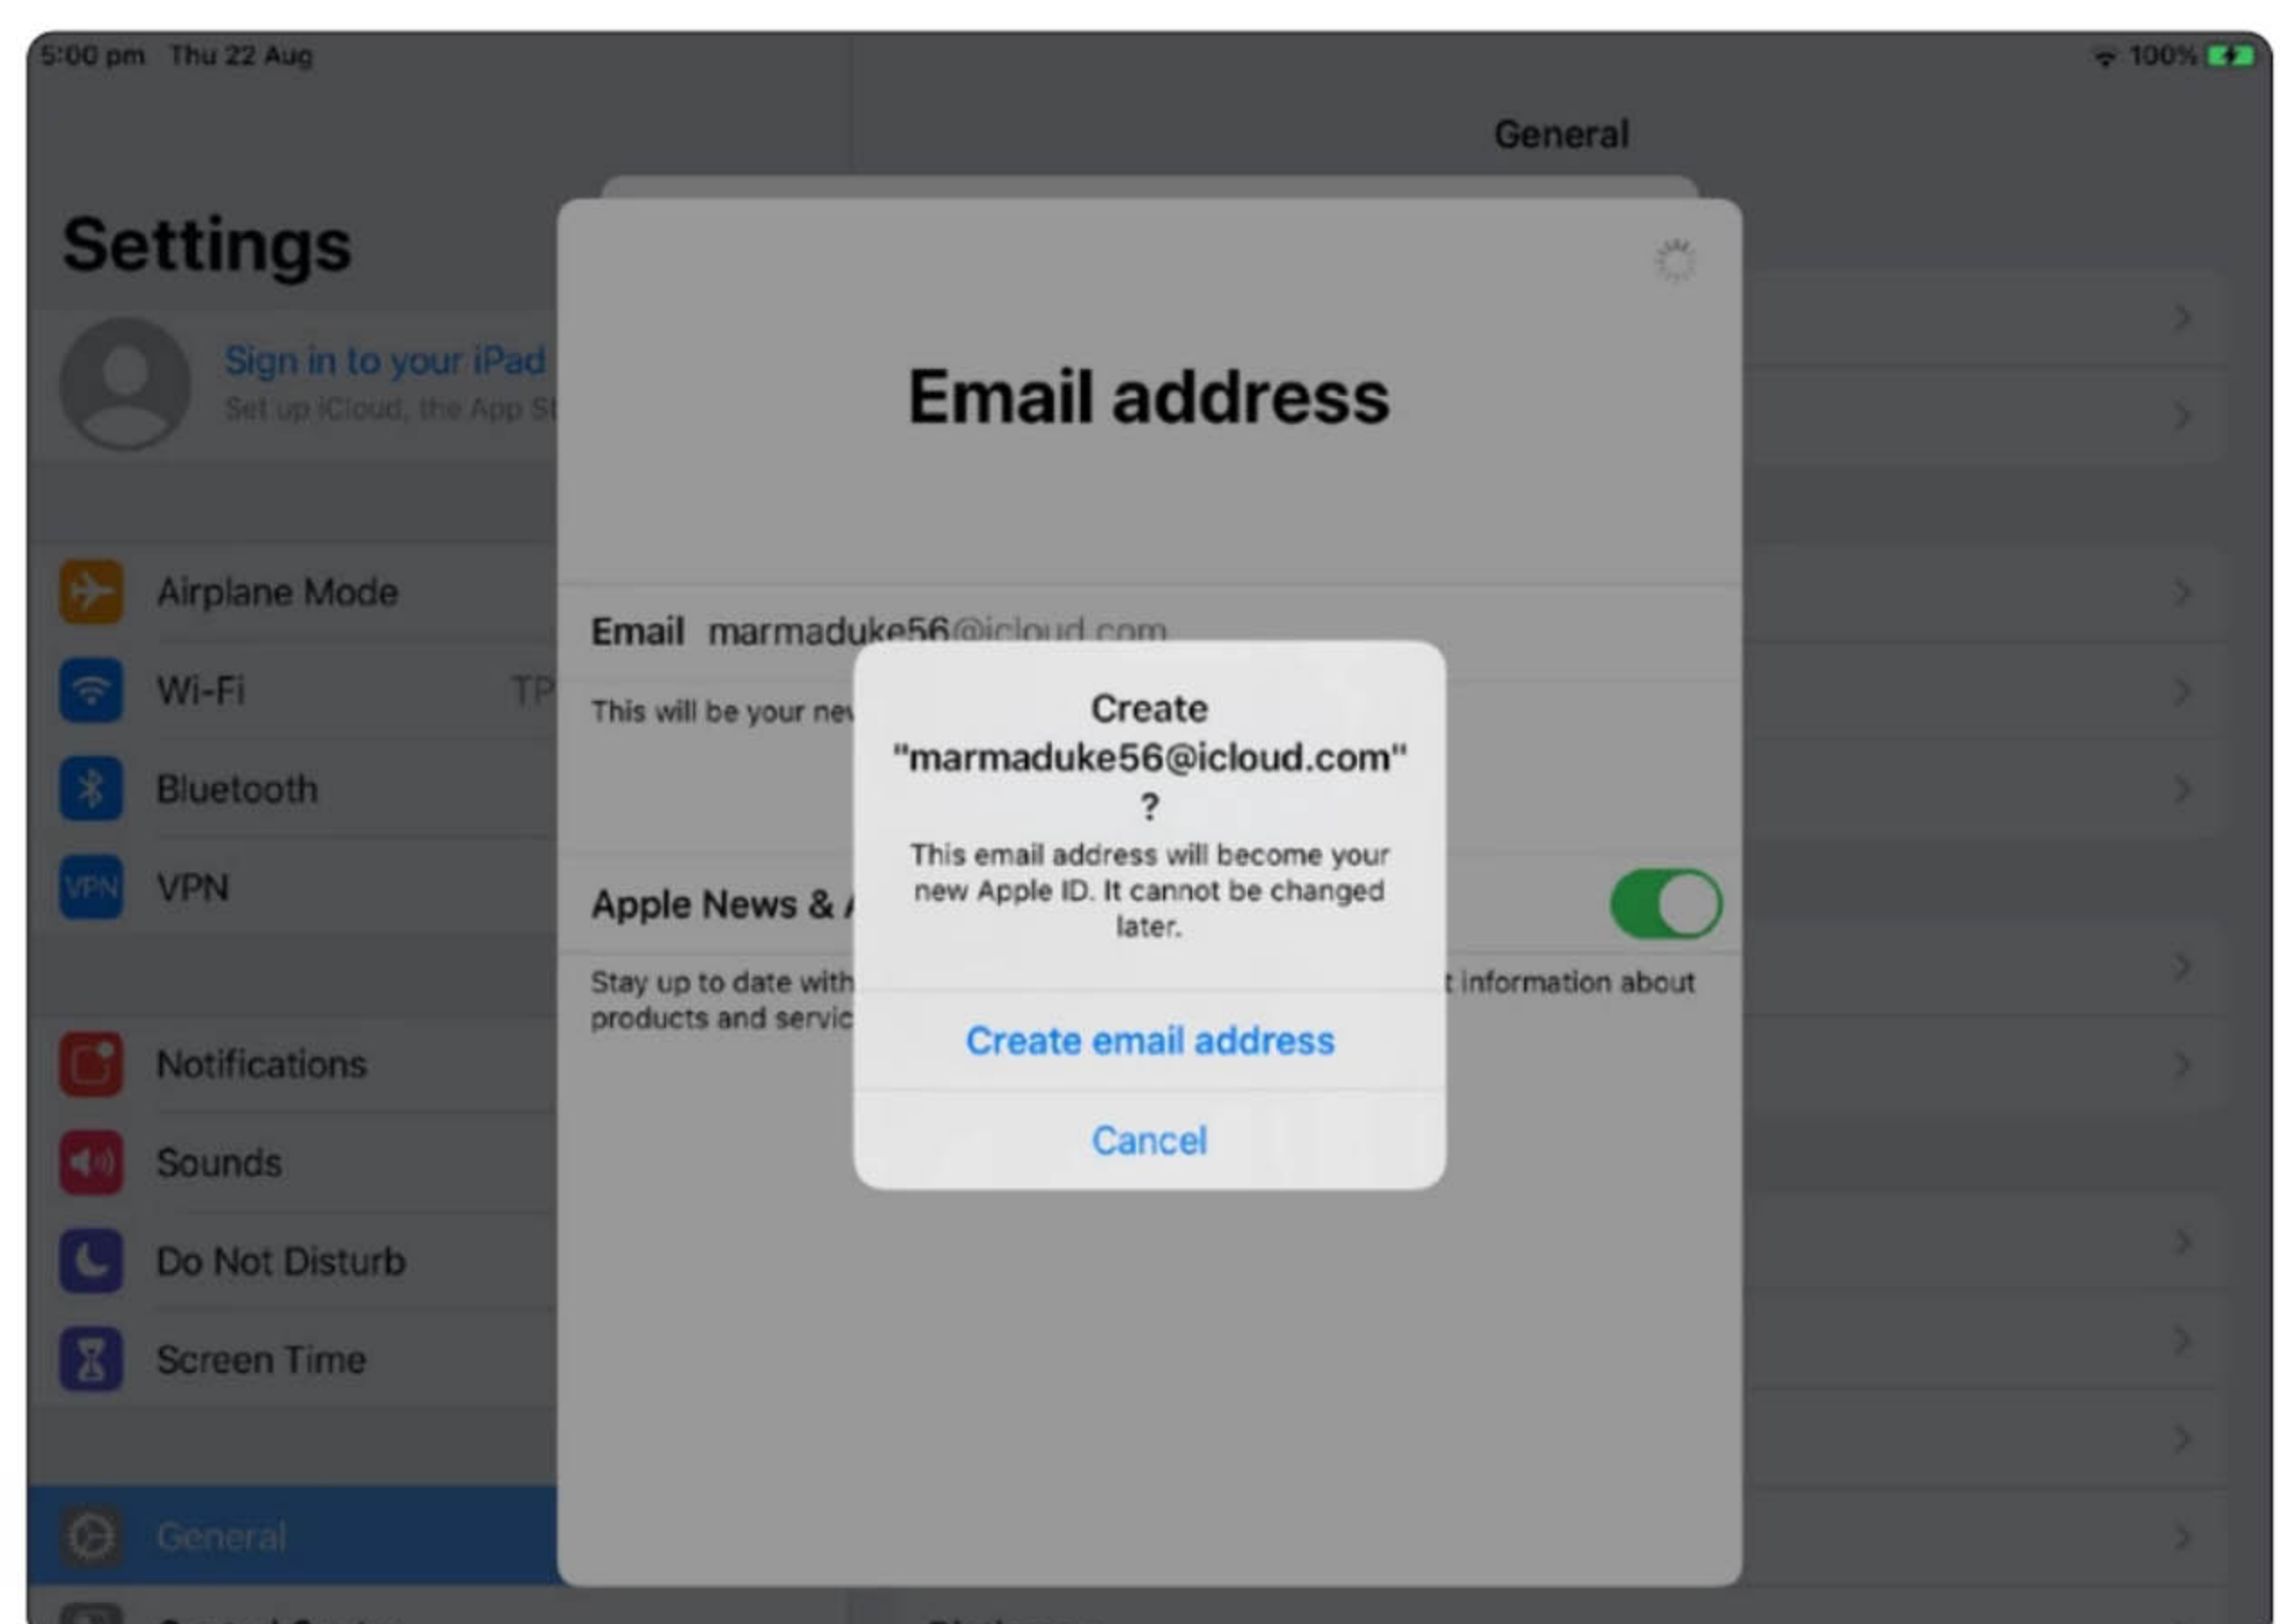 5:00 pm Thu 22 Aug
100%
General
Settings
Sign in to your iPad
Set up iCloud, the App St
Airplane Mode
Wi-Fi TP
Bluetooth
VPN VPN
Notifications
Sounds
Do Not Disturb
Screen Time
General
Email address
Email marmaduke56@icloud.com
This will be your new
Apple News & A
Stay up to date with t information about
products and servic
Create
"marmaduke56@icloud.com"
?
This email address will become your
new Apple ID. It cannot be changed
later.
Create email address
Cancel